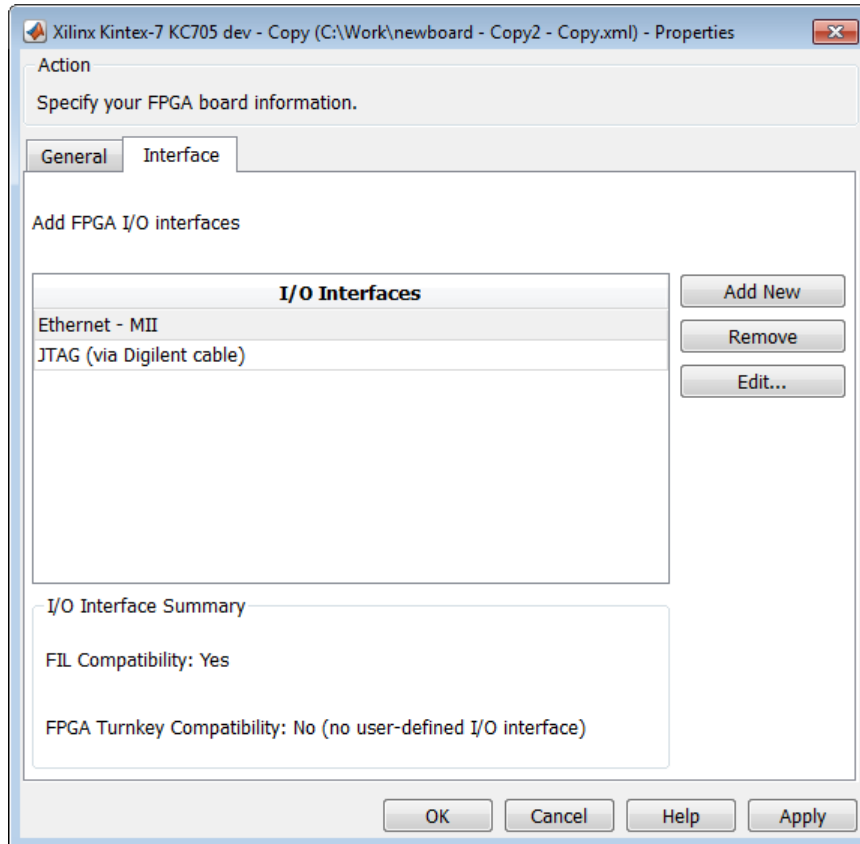 Xilinx Kintex-7 KC705 dev - Copy (C:\Work\newboard - Copy2 - Copy.xml) - Properties
Action
Specify your FPGA board information.
General Interface
Add FPGA I/O interfaces
I/O Interfaces
Ethernet - MII
JTAG (via Digilent cable)
Add New
Remove
Edit...
I/O Interface Summary
FIL Compatibility: Yes
FPGA Turnkey Compatibility: No (no user-defined I/O interface)
OK Cancel Help Apply